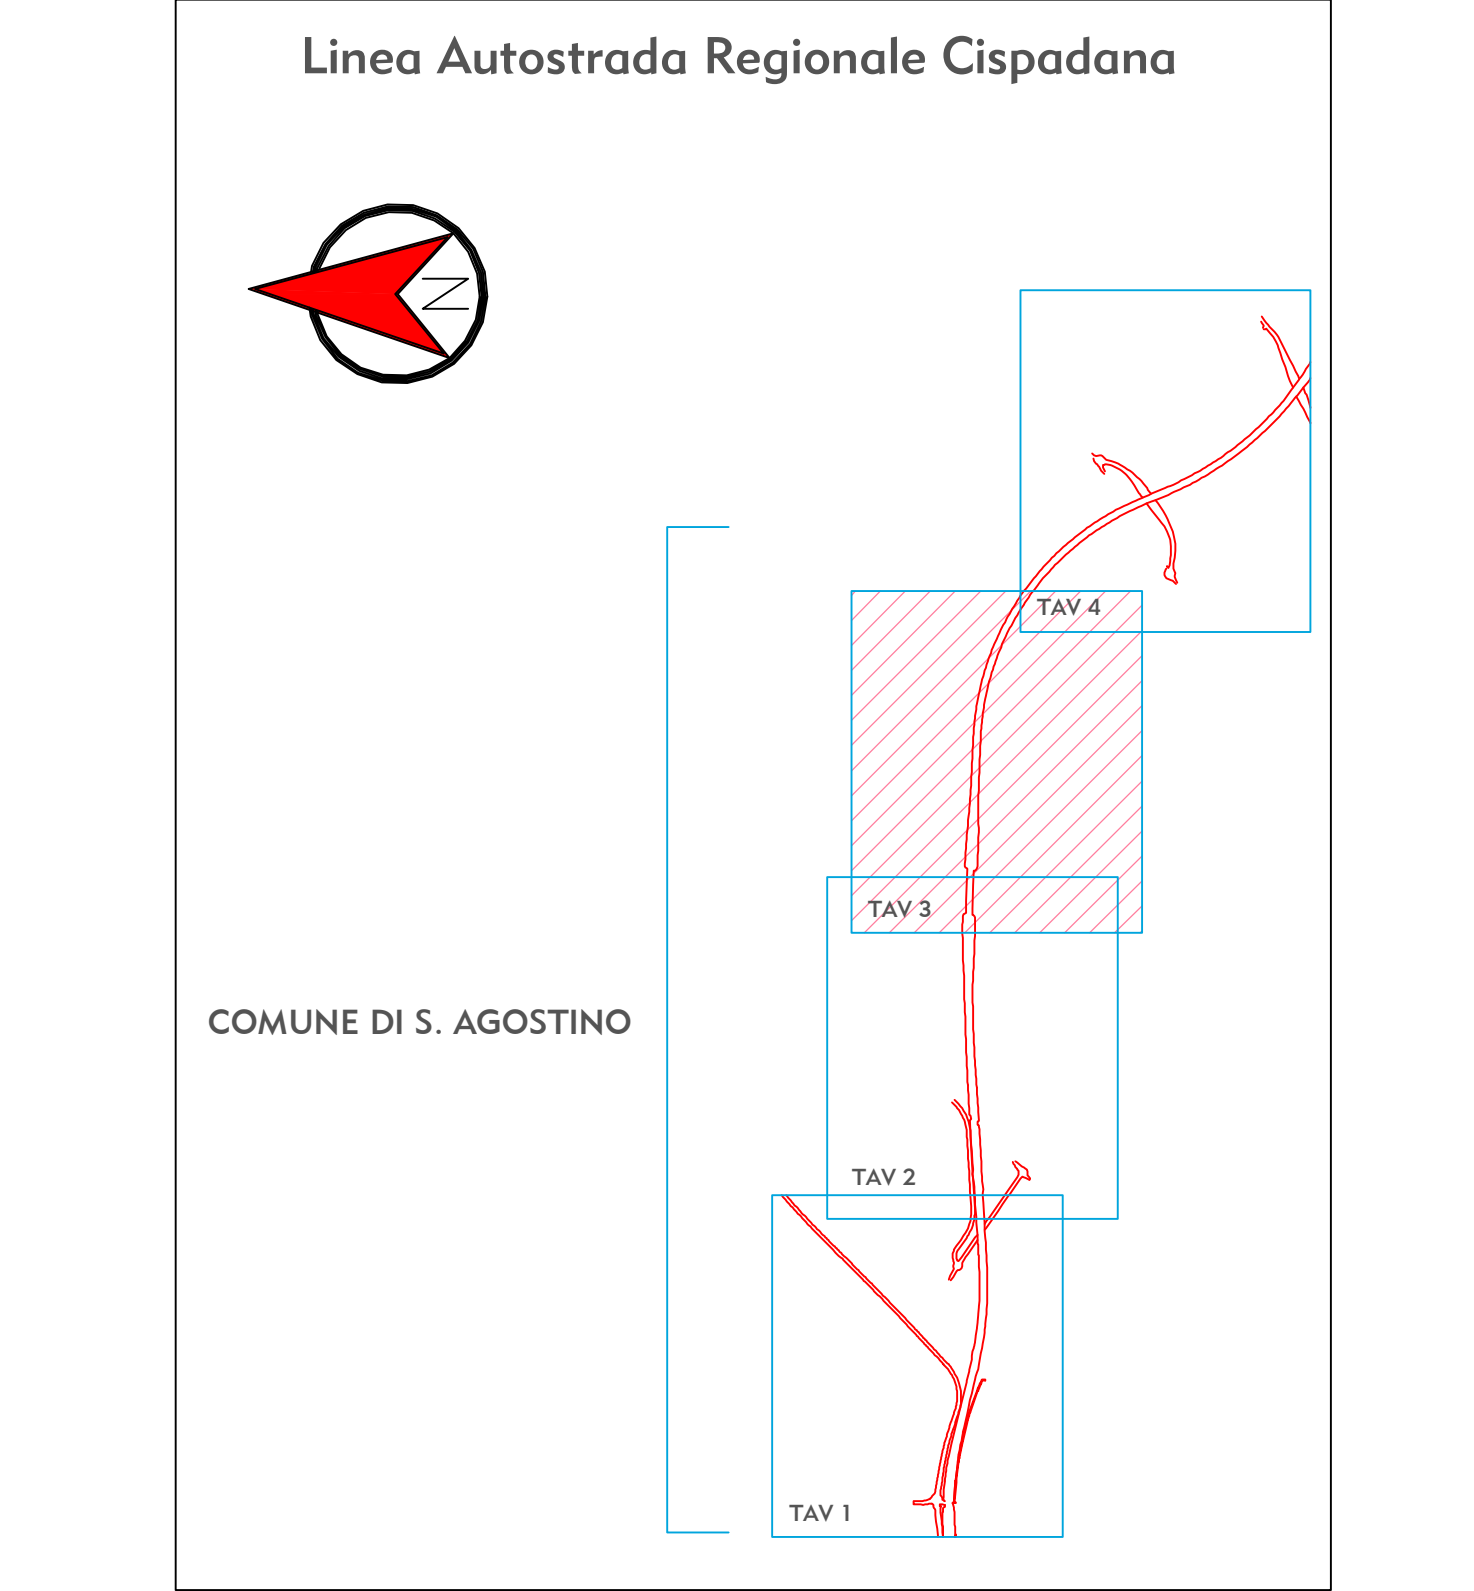 Linea Autostrada Regionale Cispadana
N
TAV 4
TAV 3
COMUNE DI S. AGOSTINO
TAV 2
TAV 1